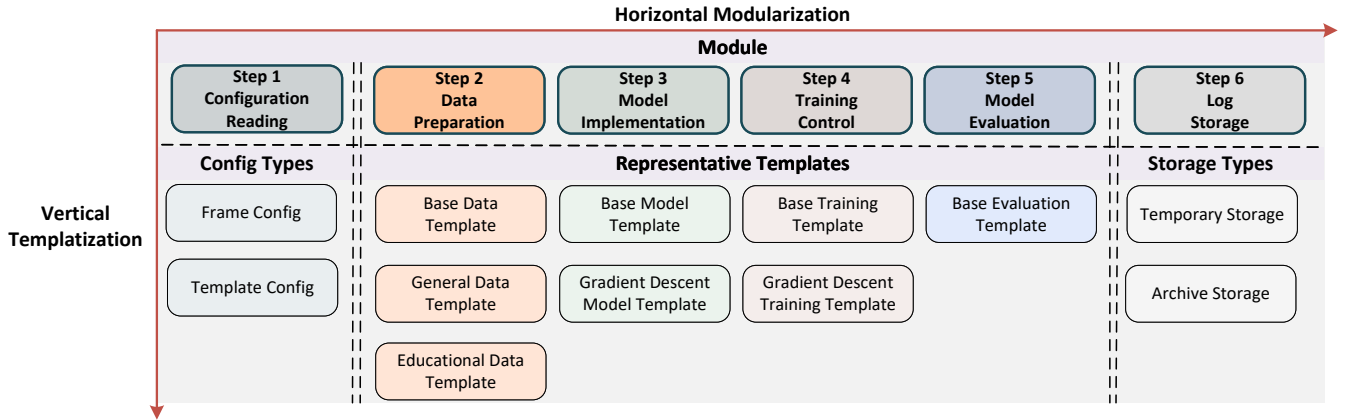 Horizontal Modularization
Module
Step 1
Configuration
Reading
Step 2
Data
Preparation
Step 3
Model
Implementation
Step 4
Training
Control
Step 5
Model
Evaluation
Step 6
Log
Storage
Config Types
Representative Templates
Storage Types
Vertical
Templatization
Frame Config
Base Data
Template
Base Model
Template
Base Training
Template
Base Evaluation
Template
Temporary Storage
Template Config
General Data
Template
Gradient Descent
Model Template
Gradient Descent
Training Template
Archive Storage
Educational Data
Template